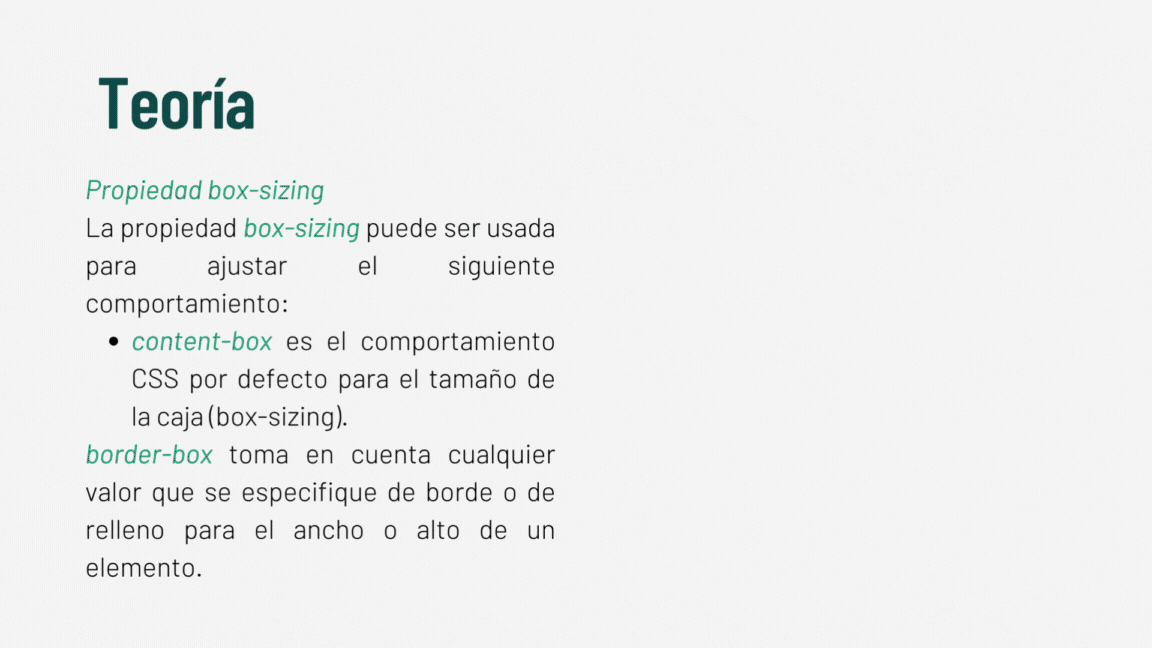 Teoría
Propiedad box-sizing
La propiedad box-sizing puede ser usada
para ajustar el siguiente
comportamiento:
• content-box es el comportamiento
CSS por defecto para el tamaño de
la caja (box-sizing).
border-box toma en cuenta cualquier
valor que se especifique de borde o de
relleno para el ancho o alto de un
elemento.